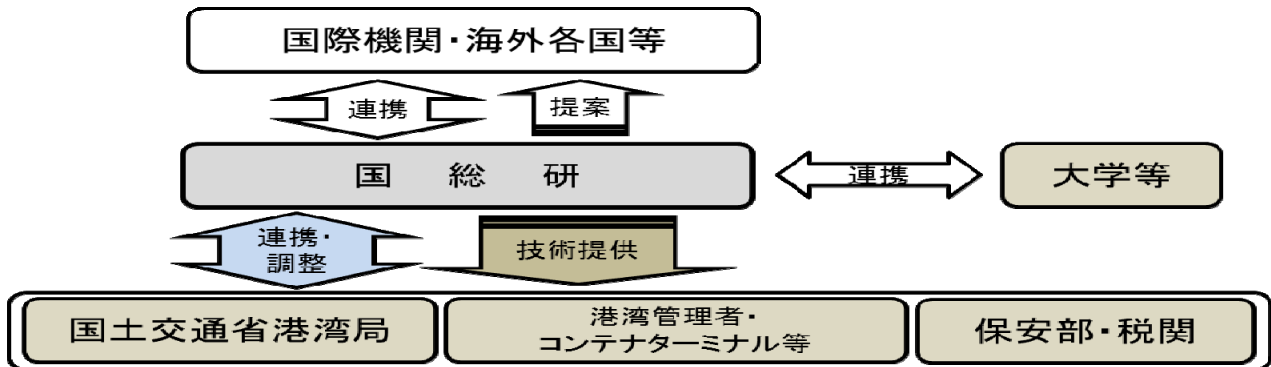 国際機関・海外各国等
連携
提案
国総研
連携
大学等
連携・
調整
技術提供
国土交通省港湾局
港湾管理者・
コンテナターミナル等
保安部・税関